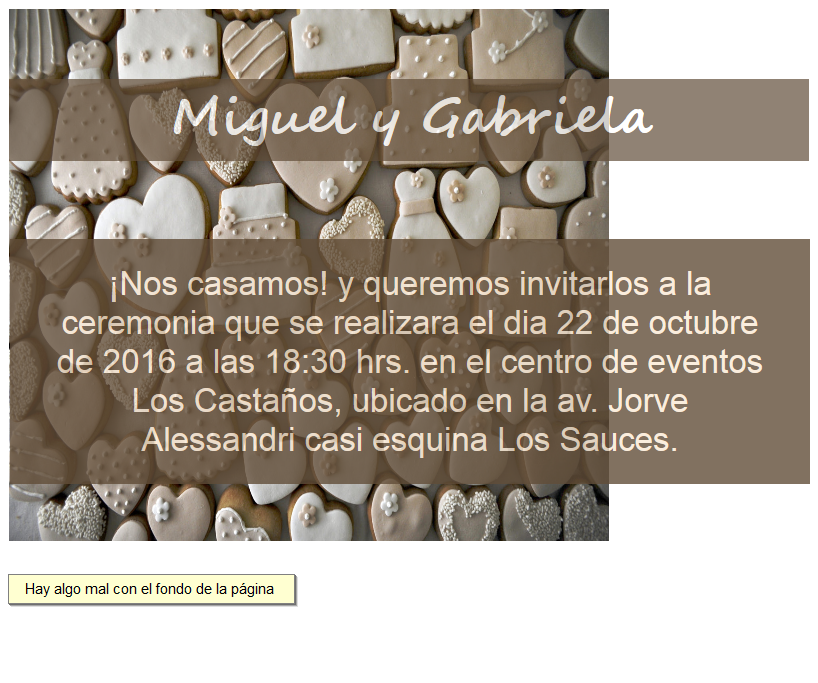 Miguel y Gabriela
¡Nos casamos! y queremos invitarlos a la
ceremonia que se realizara el dia 22 de octubre
de 2016 a las 18:30 hrs. en el centro de eventos
Los Castaños, ubicado en la av. Jorve
Alessandri casi esquina Los Sauces.
Hay algo mal con el fondo de la página